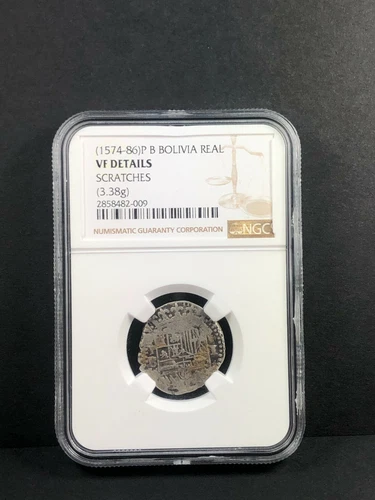 (1574-86)P B BOLIVIA REAL
VF DETAILS
SCRATCHES
(3.38g)
2858482-009
NUMISMATIC GUARANTY CORPORATION
NGC